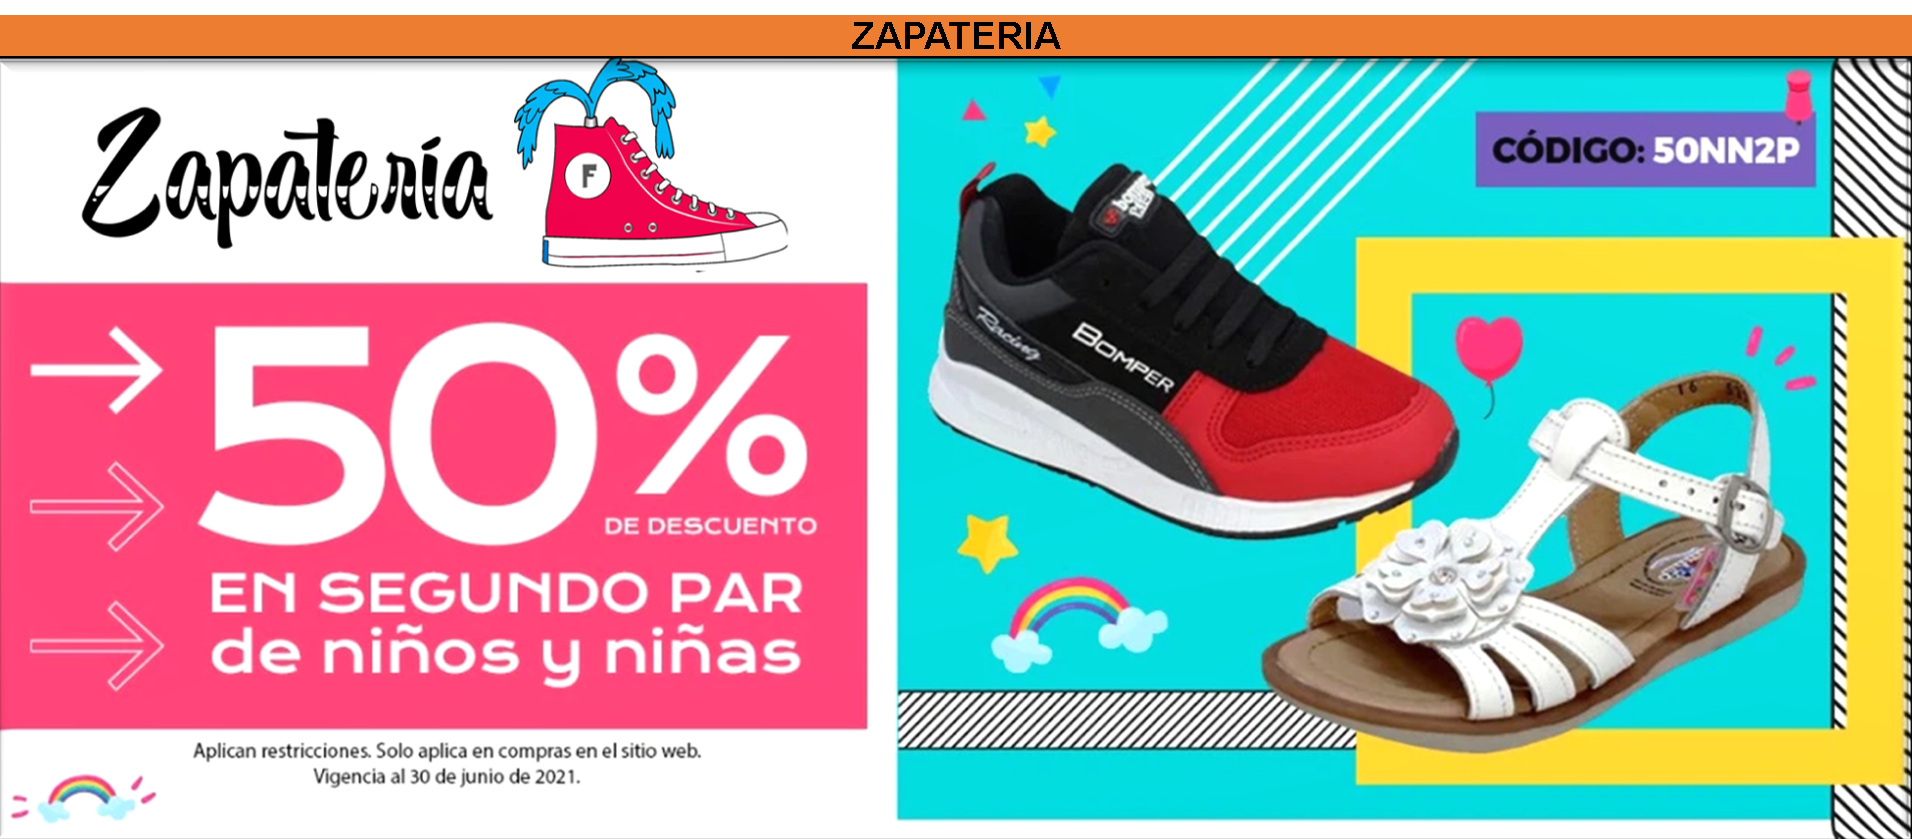 ZAPATERIA
Zapatería
F
50%
DE DESCUENTO
EN SEGUNDO PAR
de niños y niñas
Aplican restricciones. Solo aplica en compras en el sitio web.
Vigencia al 30 de junio de 2021.
CÓDIGO: 50NN2P
Racing
BOMPER
16